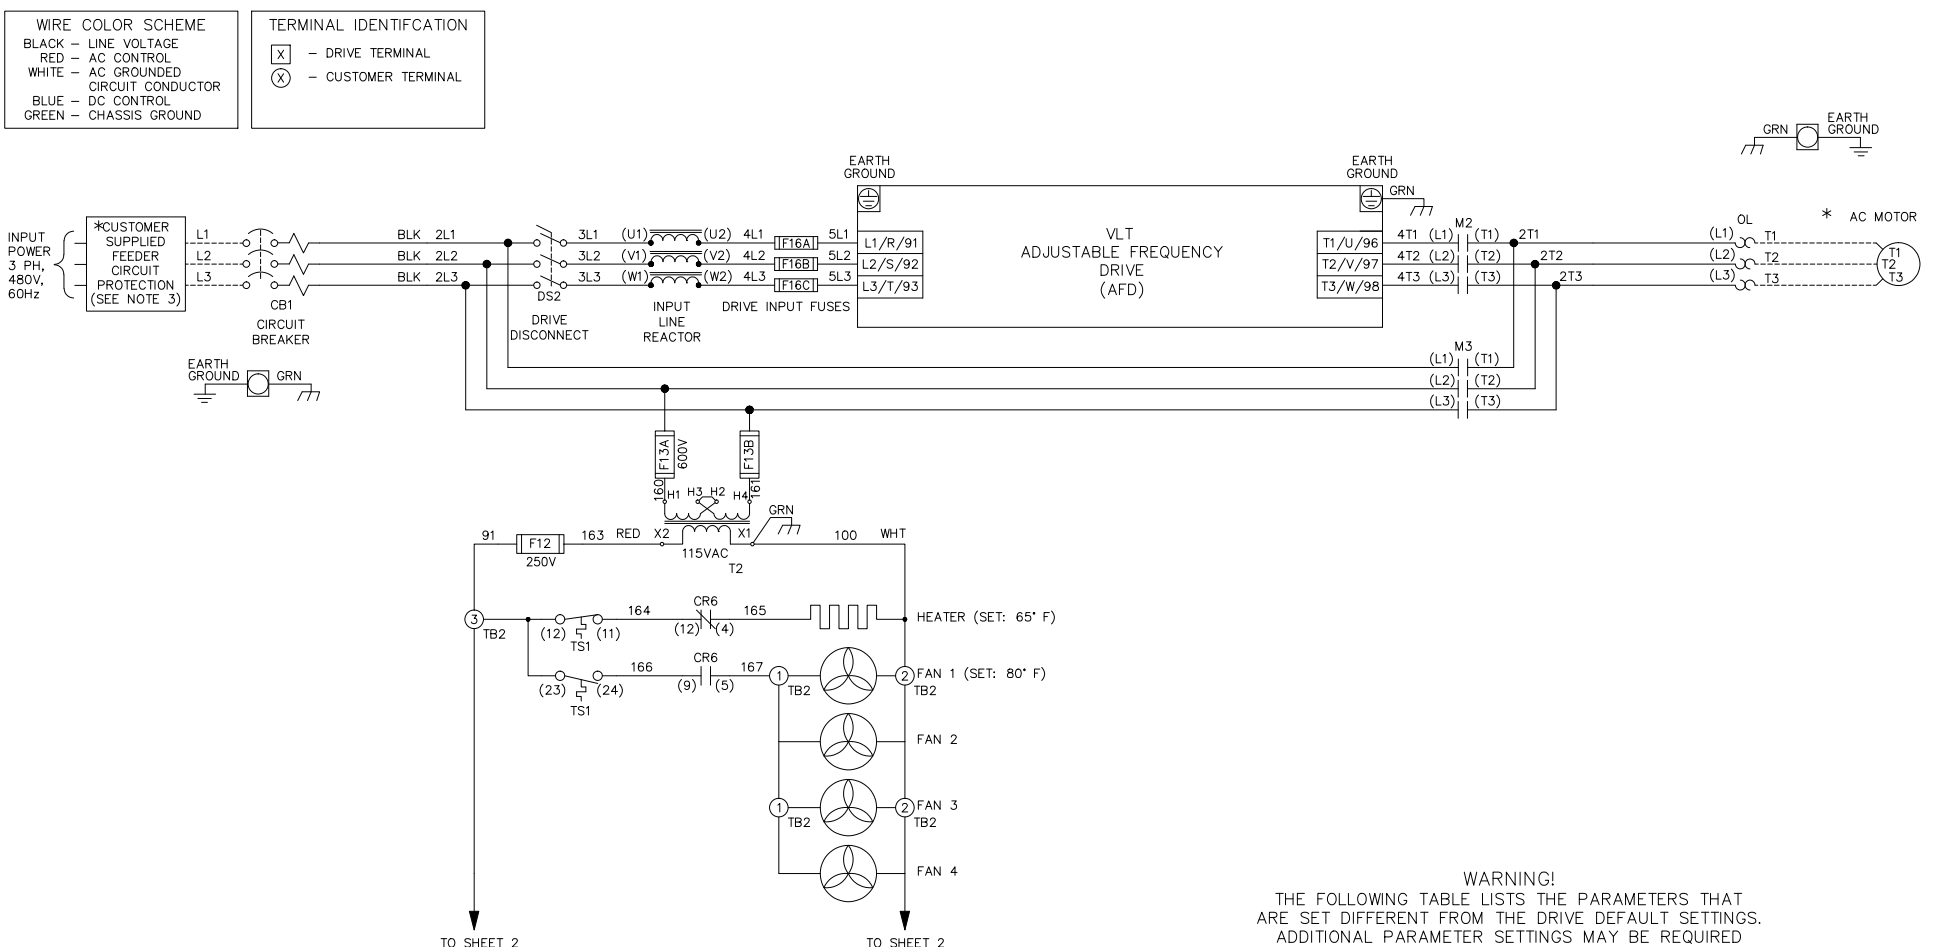 WIRE COLOR SCHEME
BLACK – LINE VOLTAGE
RED – AC CONTROL
WHITE – AC GROUNDED
CIRCUIT CONDUCTOR
BLUE – DC CONTROL
GREEN – CHASSIS GROUND
TERMINAL IDENTIFCATION
X – DRIVE TERMINAL
X – CUSTOMER TERMINAL
GRN
EARTH
GROUND
INPUT
POWER
3 PH,
480V,
60Hz
*CUSTOMER
SUPPLIED
FEEDER
CIRCUIT
PROTECTION
(SEE NOTE 3)
L1
L2
L3
CB1
CIRCUIT
BREAKER
BLK 2L1
BLK 2L2
BLK 2L3
DS2
DRIVE
DISCONNECT
3L1 (U1) (U2) 4L1 F16A 5L1
3L2 (V1) (V2) 4L2 F16B 5L2
3L3 (W1) (W2) 4L3 F16C 5L3
INPUT
LINE
REACTOR
DRIVE INPUT FUSES
EARTH
GROUND
L1/R/91
L2/S/92
L3/T/93
VLT
ADJUSTABLE FREQUENCY
DRIVE
(AFD)
EARTH
GROUND
GRN
T1/U/96
T2/V/97
T3/W/98
M2
4T1 (L1) (T1) 2T1
4T2 (L2) (T2) 2T2
4T3 (L3) (T3) 2T3
OL
(L1) T1
(L2) T2
(L3) T3
* AC MOTOR
T1
T2
T3
M3
(L1) (T1)
(L2) (T2)
(L3) (T3)
EARTH
GROUND
GRN
F13A
600V
F13B
160
161
H1 H3 H2 H4
GRN
91 F12 163 RED X2 X1 100 WHT
250V
115VAC
T2
3
TB2
(12) (11)
TS1
164
CR6
(12) (4)
165
HEATER (SET: 65° F)
(23) (24)
TS1
166
CR6
(9) (5)
167
1
TB2
2
TB2
FAN 1 (SET: 80° F)
FAN 2
1
TB2
2
TB2
FAN 3
FAN 4
TO SHEET 2
TO SHEET 2
WARNING!
THE FOLLOWING TABLE LISTS THE PARAMETERS THAT
ARE SET DIFFERENT FROM THE DRIVE DEFAULT SETTINGS.
ADDITIONAL PARAMETER SETTINGS MAY BE REQUIRED